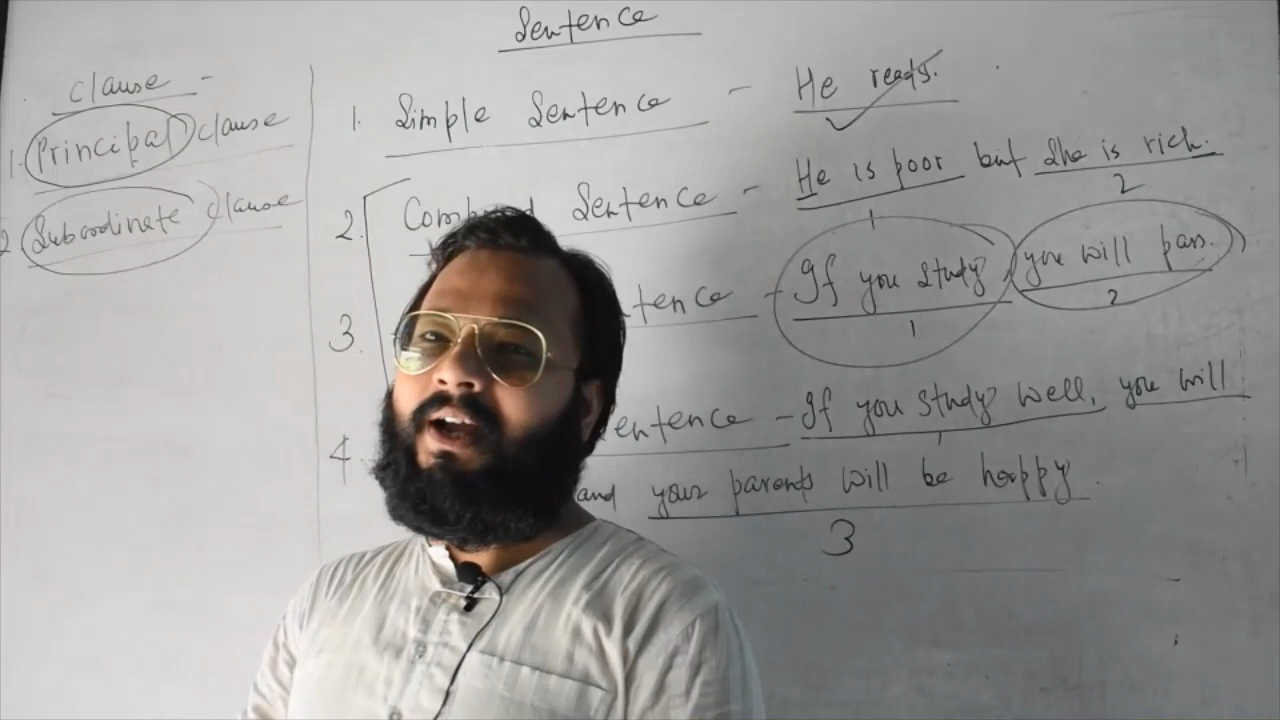 Sentence
Clause -
1. Principal clause
2 Subordinate clause
1. Simple Sentence - He reads.
2. Sentence - He is poor but she is rich.
1 2
3. tence - If you study, you will pass.
1 2
4. entence - If you study well, you will
1
and your parents will be happy
3